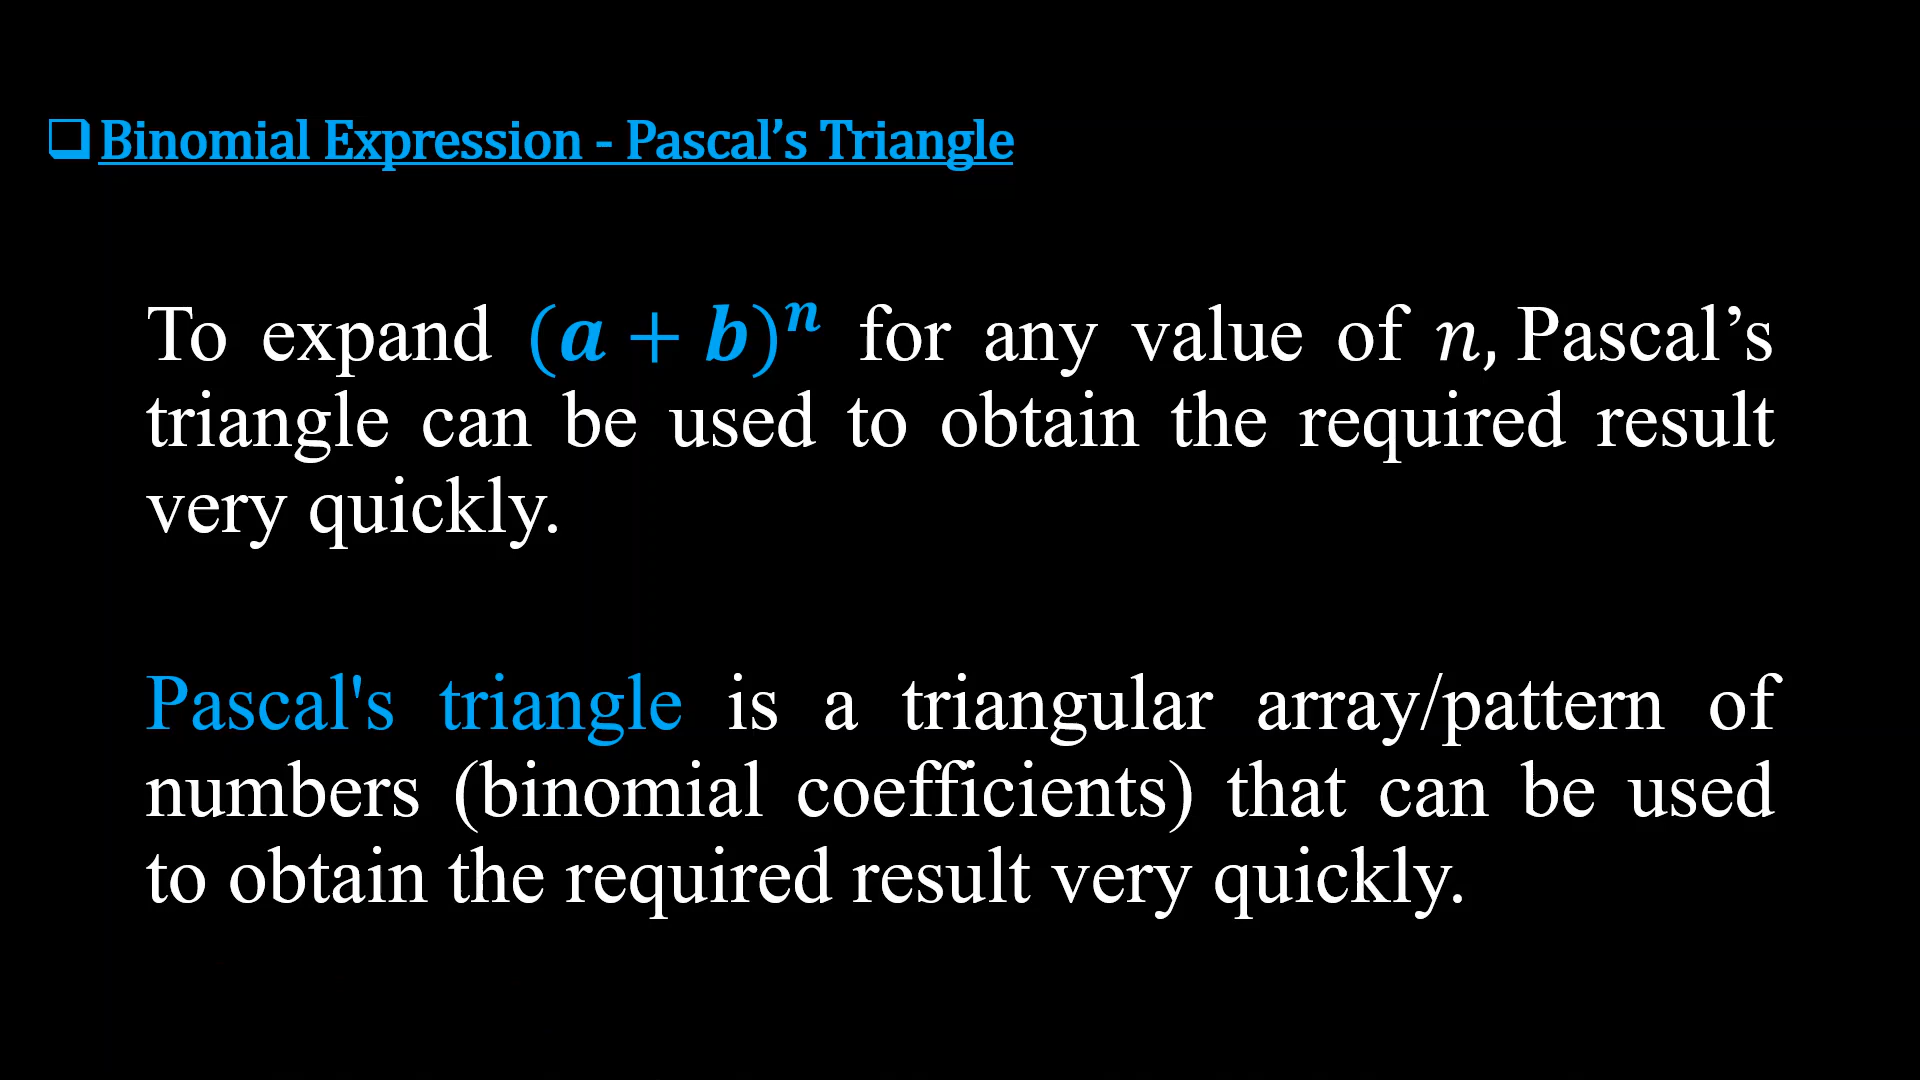 ❑Binomial Expression - Pascal’s Triangle
To expand (𝒂 + 𝒃)ⁿ for any value of 𝑛, Pascal’s
triangle can be used to obtain the required result
very quickly.
Pascal's triangle is a triangular array/pattern of
numbers (binomial coefficients) that can be used
to obtain the required result very quickly.